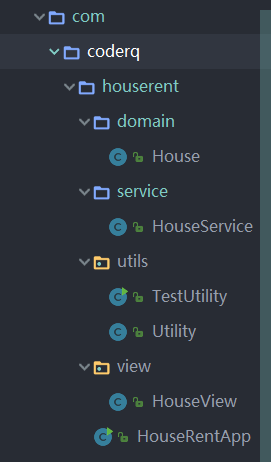 com
coderq
houserent
domain
C House
service
C HouseService
utils
C TestUtility
C Utility
view
C HouseView
C HouseRentApp